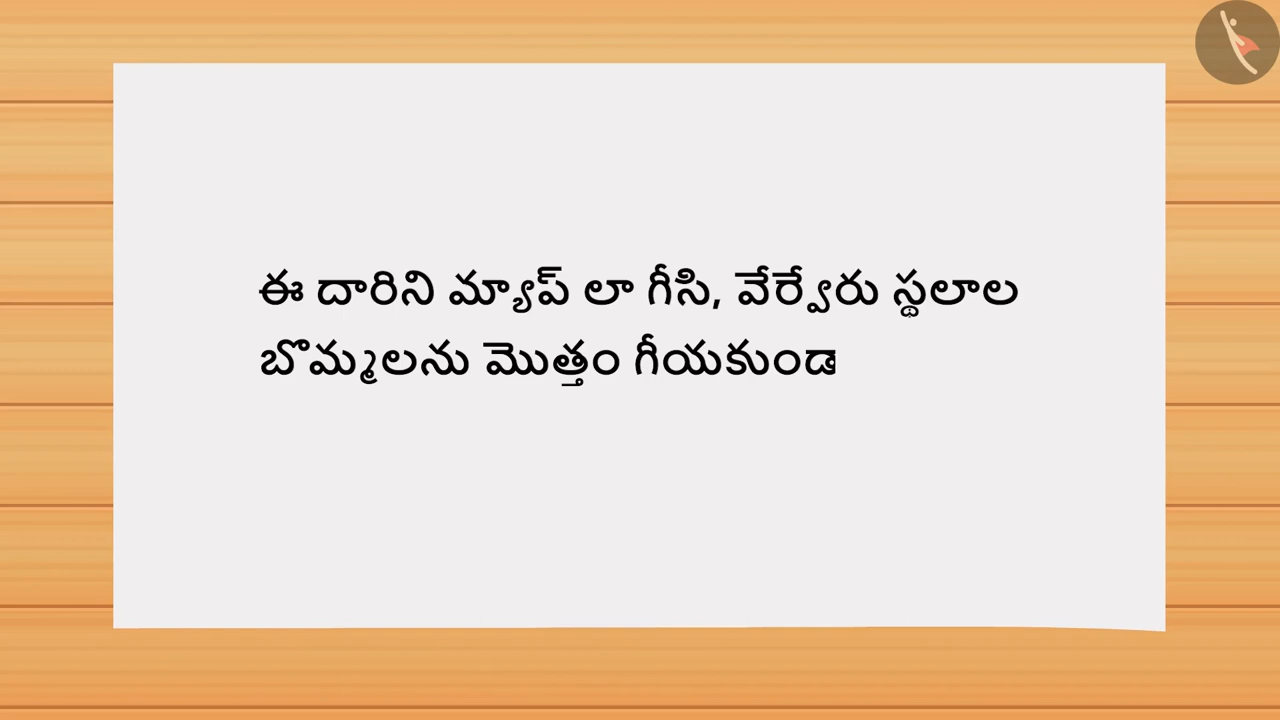 ఈ దారిని మ్యాప్ లా గీసి, వేర్వేరు స్థలాల
బొమ్మలను మొత్తం గీయకుండ